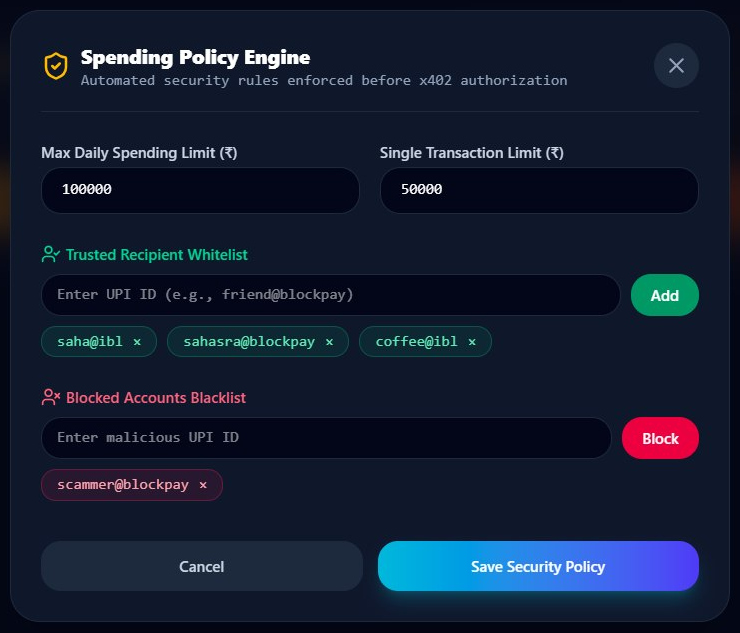 Spending Policy Engine
Automated security rules enforced before x402 authorization
Max Daily Spending Limit (₹)
Single Transaction Limit (₹)
100000
50000
Trusted Recipient Whitelist
Enter UPI ID (e.g., friend@blockpay)
Add
saha@ibl ×
sahasra@blockpay ×
coffee@ibl ×
Blocked Accounts Blacklist
Enter malicious UPI ID
Block
scammer@blockpay ×
Cancel
Save Security Policy